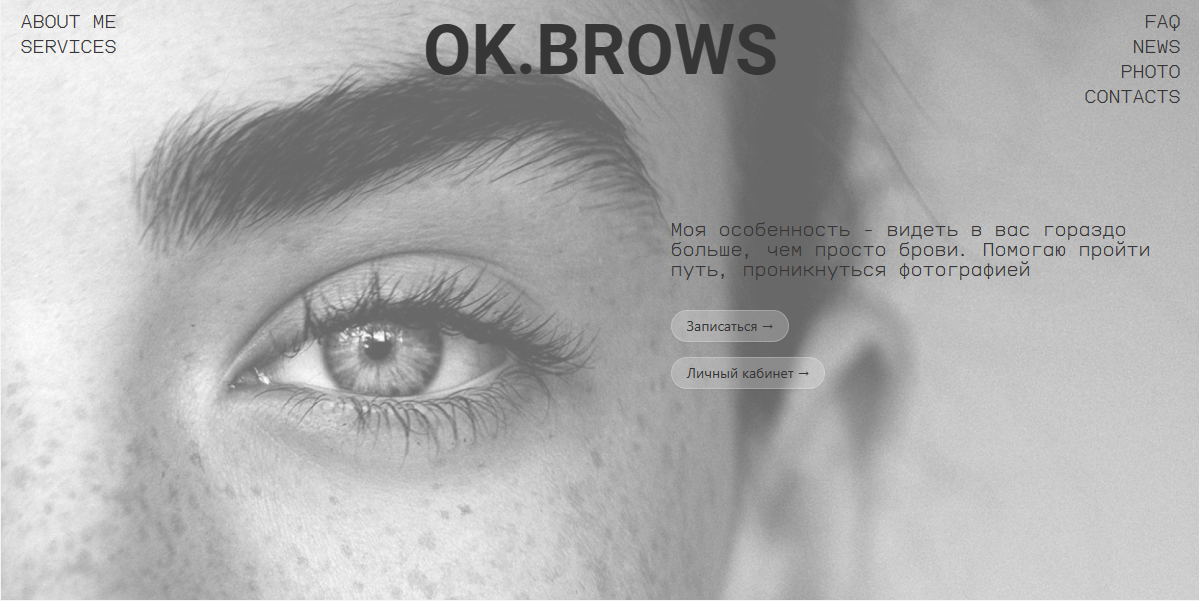 ABOUT ME
SERVICES
OK.BROWS
FAQ
NEWS
PHOTO
CONTACTS
Моя особенность - видеть в вас гораздо
больше, чем просто брови. Помогаю пройти
путь, проникнуться фотографией
Записаться →
Личный кабинет →